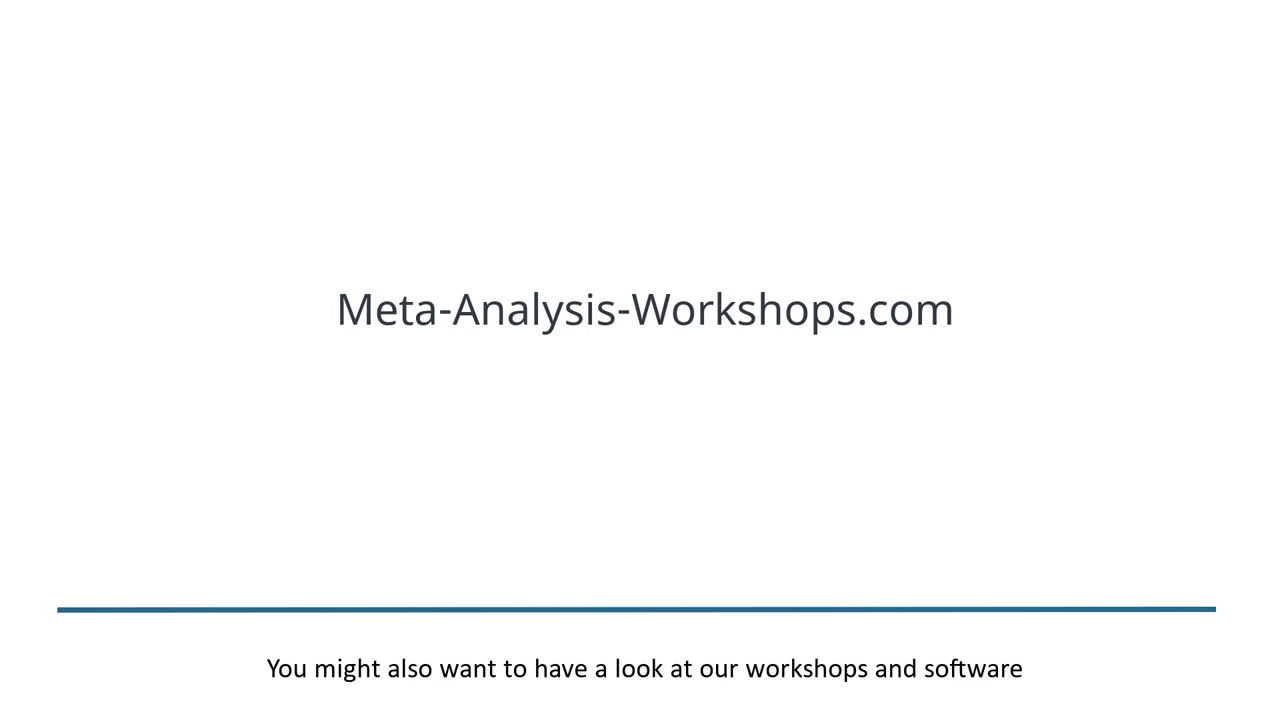 Meta-Analysis-Workshops.com
You might also want to have a look at our workshops and software